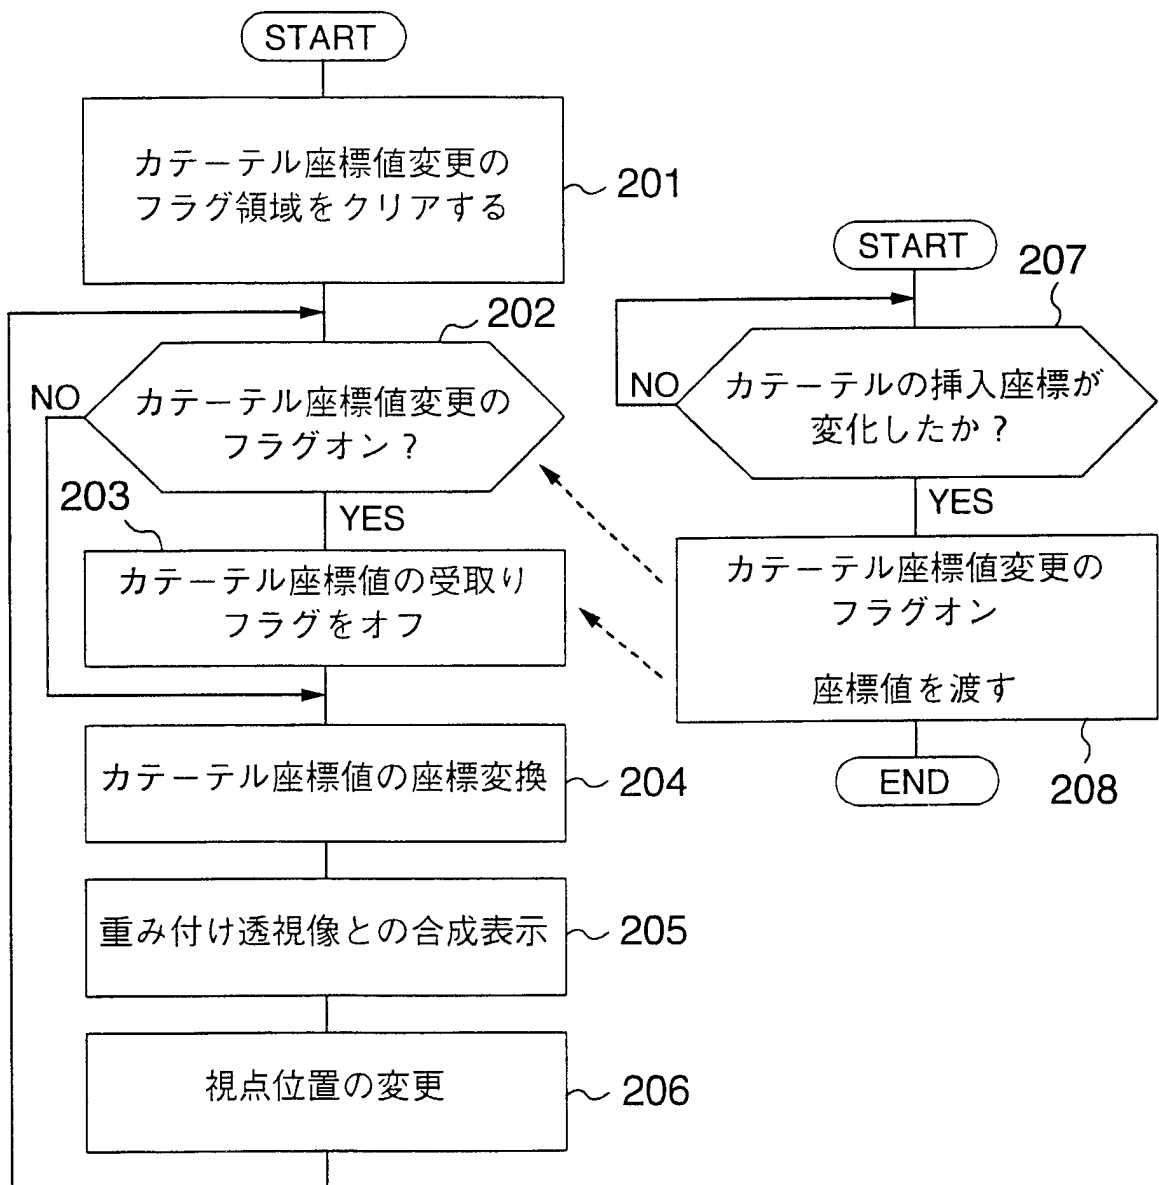 START
カテーテル座標値変更の
フラグ領域をクリアする
201
202
カテーテル座標値変更の
フラグオン？
NO
YES
203
カテーテル座標値の受取り
フラグをオフ
カテーテル座標値の座標変換
204
重み付け透視像との合成表示
205
視点位置の変更
206
START
207
カテーテルの挿入座標が
変化したか？
NO
YES
カテーテル座標値変更の
フラグオン
座標値を渡す
208
END